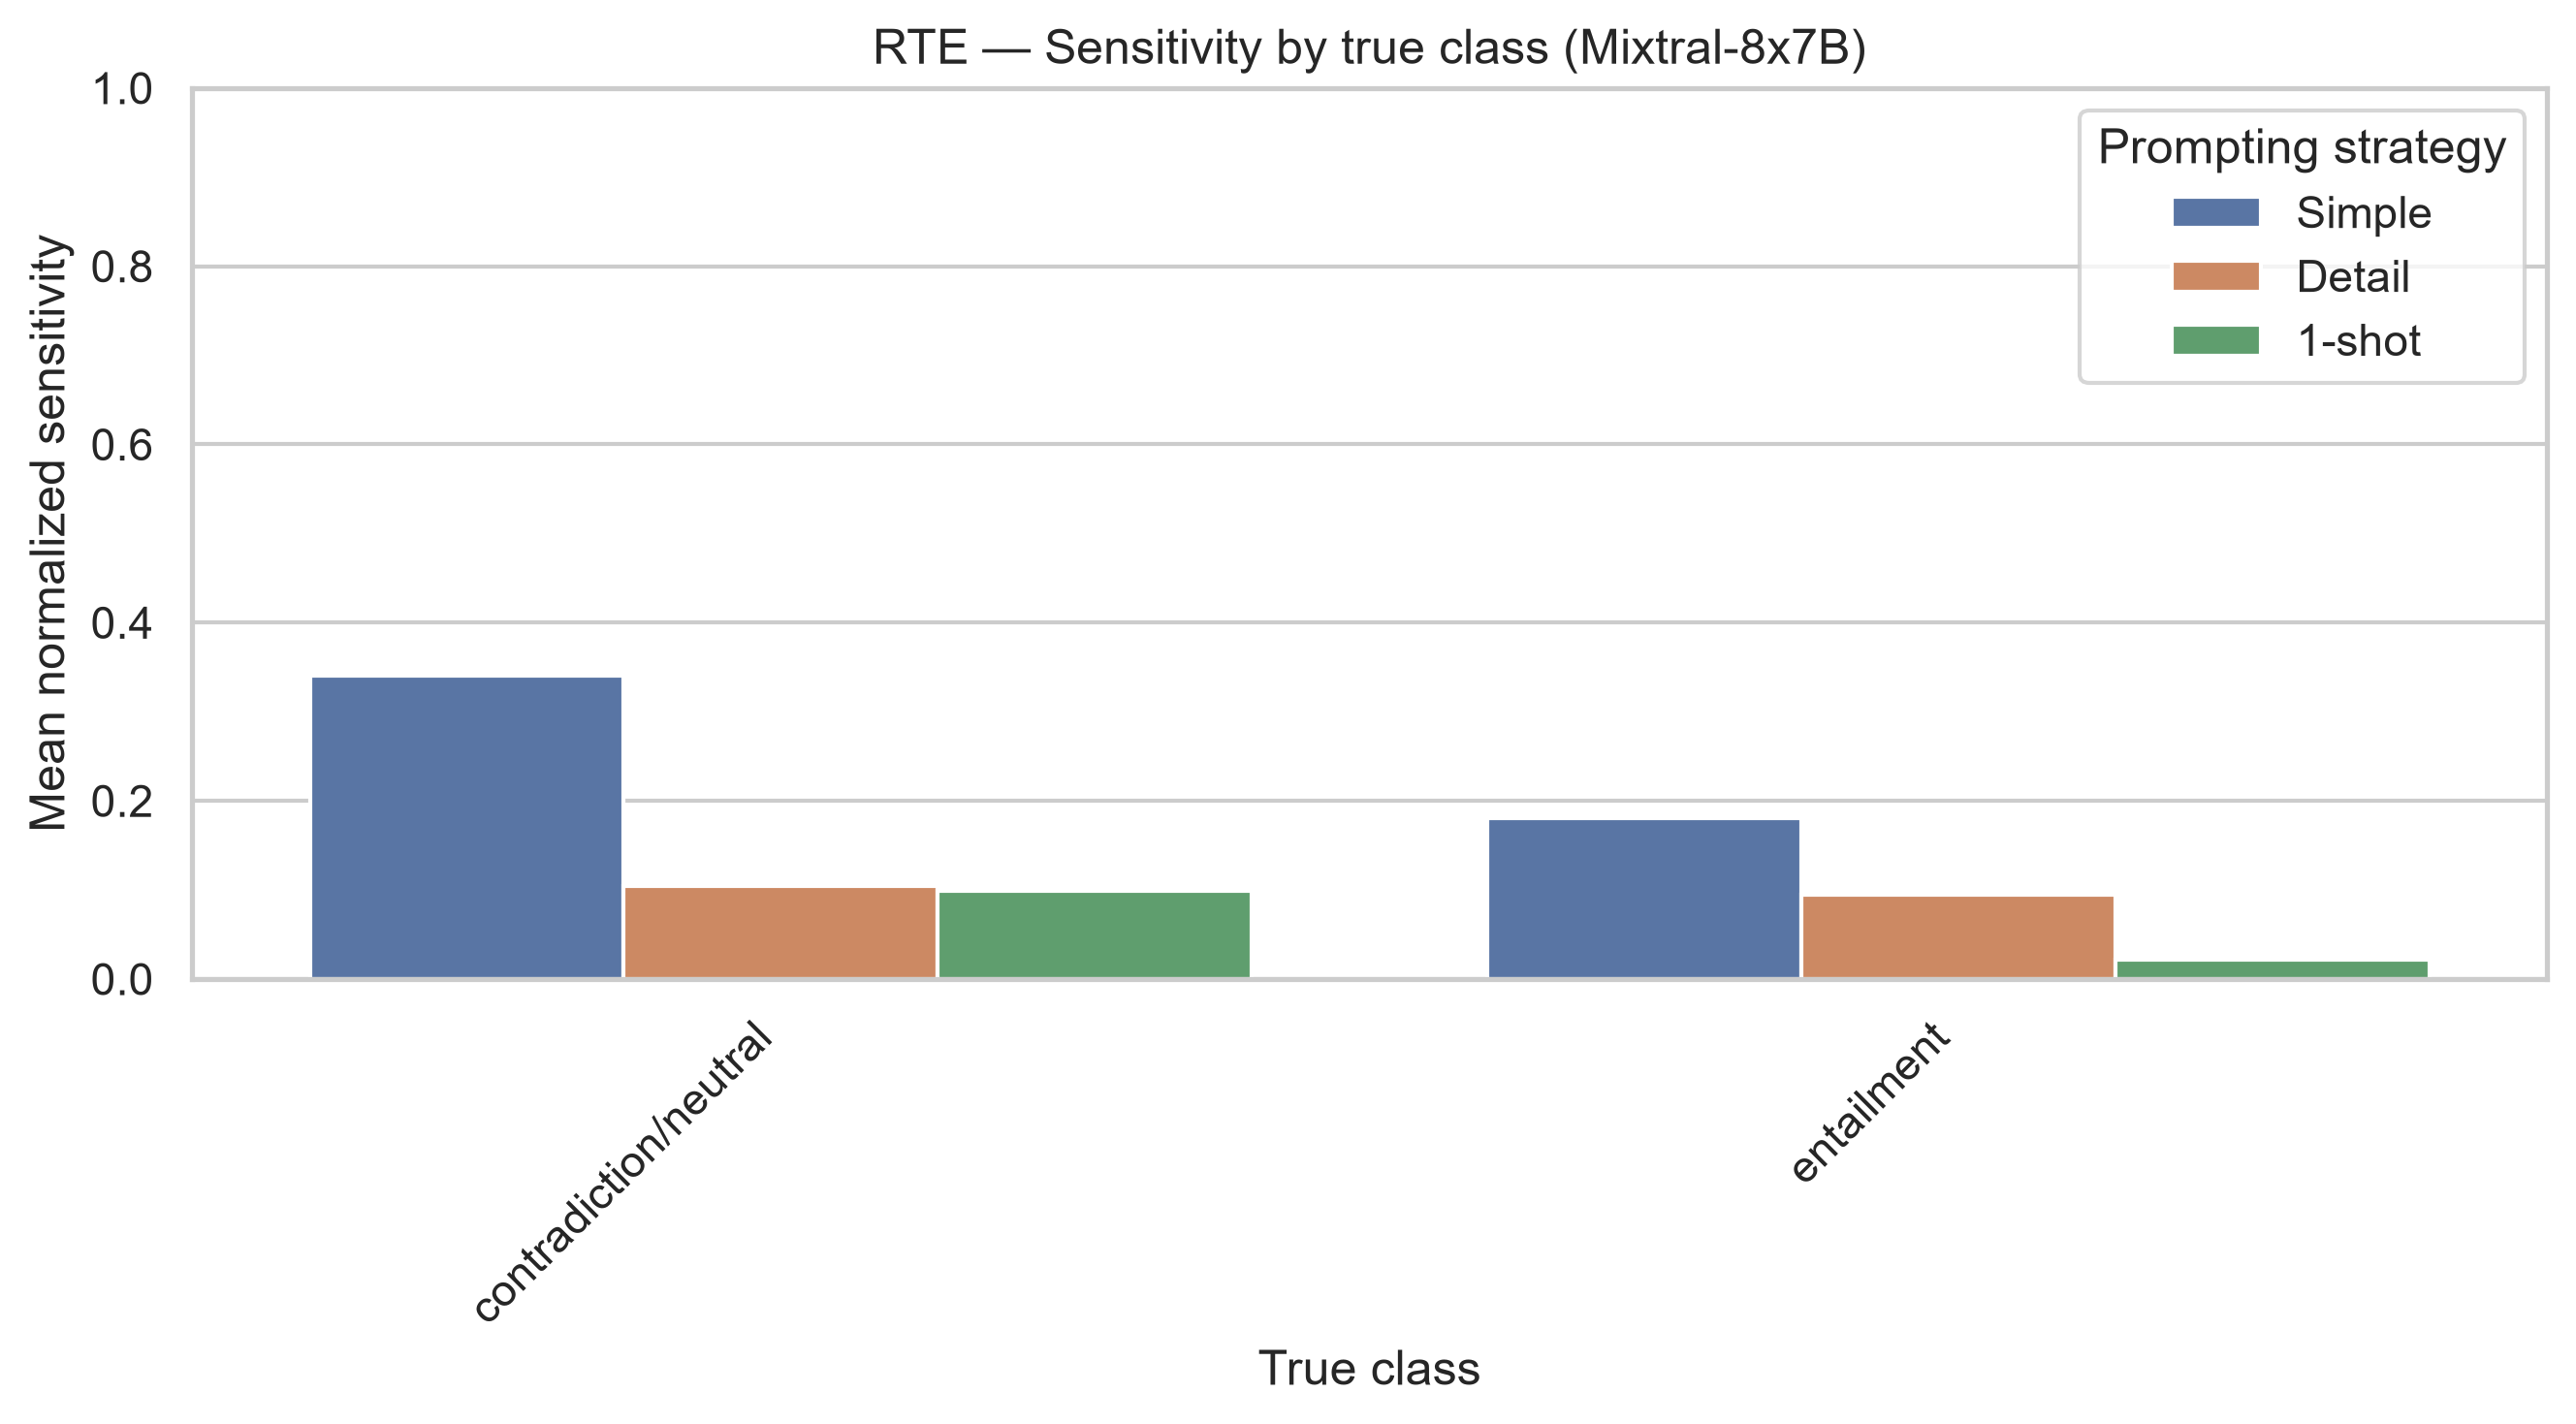 RTE — Sensitivity by true class (Mixtral-8x7B)
Mean normalized sensitivity
1.0
0.8
0.6
0.4
0.2
0.0
Prompting strategy
Simple
Detail
1-shot
contradiction/neutral
entailment
True class